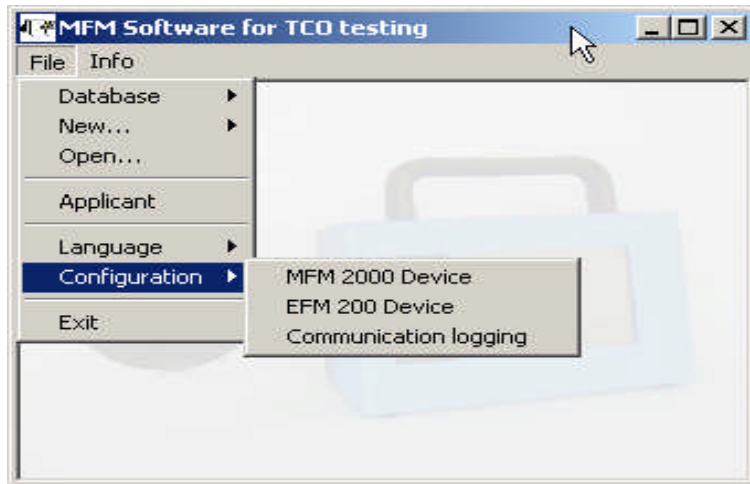 MFM Software for TCO testing
File Info
Database
New...
Open...
Applicant
Language
Configuration
Exit
MFM 2000 Device
EFM 200 Device
Communication logging